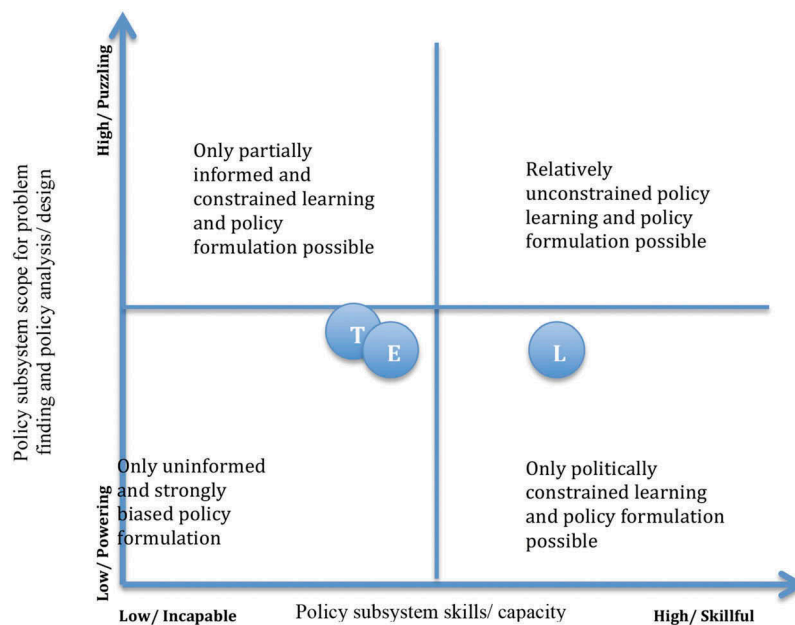 High/ Puzzling
Policy subsystem scope for problem
finding and policy analysis/ design
Low/ Powering
Only partially
informed and
constrained learning
and policy
formulation possible
Relatively
unconstrained policy
learning and policy
formulation possible
T
E
L
Only uninformed
and strongly
biased policy
formulation
Only politically
constrained learning
and policy formulation
possible
Low/ Incapable
Policy subsystem skills/ capacity
High/ Skillful